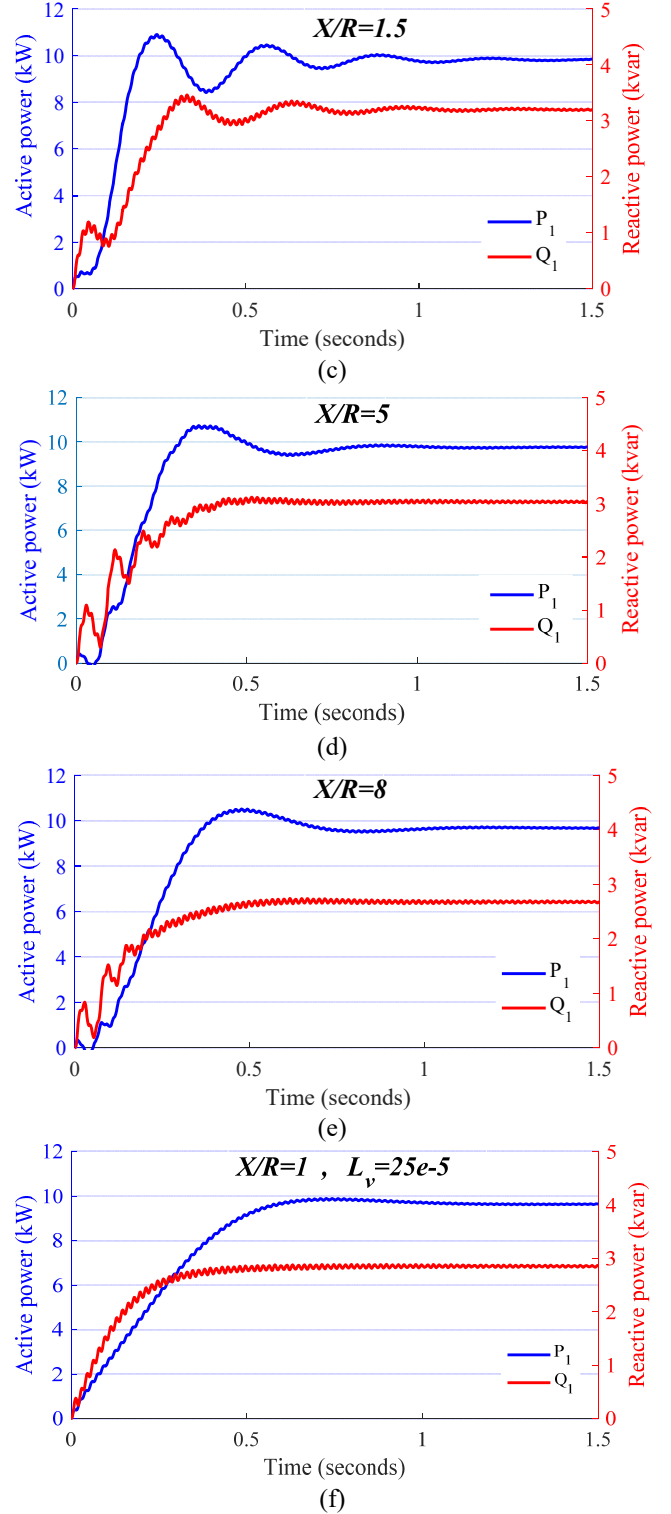 X/R=1.5
Active power (kW)
12
10
8
6
4
2
0
5
4
3
2
1
0
Reactive power (kvar)
P1
Q1
0
0.5
1
1.5
Time (seconds)
(c)
X/R=5
Active power (kW)
12
10
8
6
4
2
0
5
4
3
2
1
0
Reactive power (kvar)
P1
Q1
0
0.5
1
1.5
Time (seconds)
(d)
X/R=8
Active power (kW)
12
10
8
6
4
2
0
5
4
3
2
1
0
Reactive power (kvar)
P1
Q1
0
0.5
1
1.5
Time (seconds)
(e)
X/R=1 , Lv=25e-5
Active power (kW)
12
10
8
6
4
2
0
5
4
3
2
1
0
Reactive power (kvar)
P1
Q1
0
0.5
1
1.5
Time (seconds)
(f)